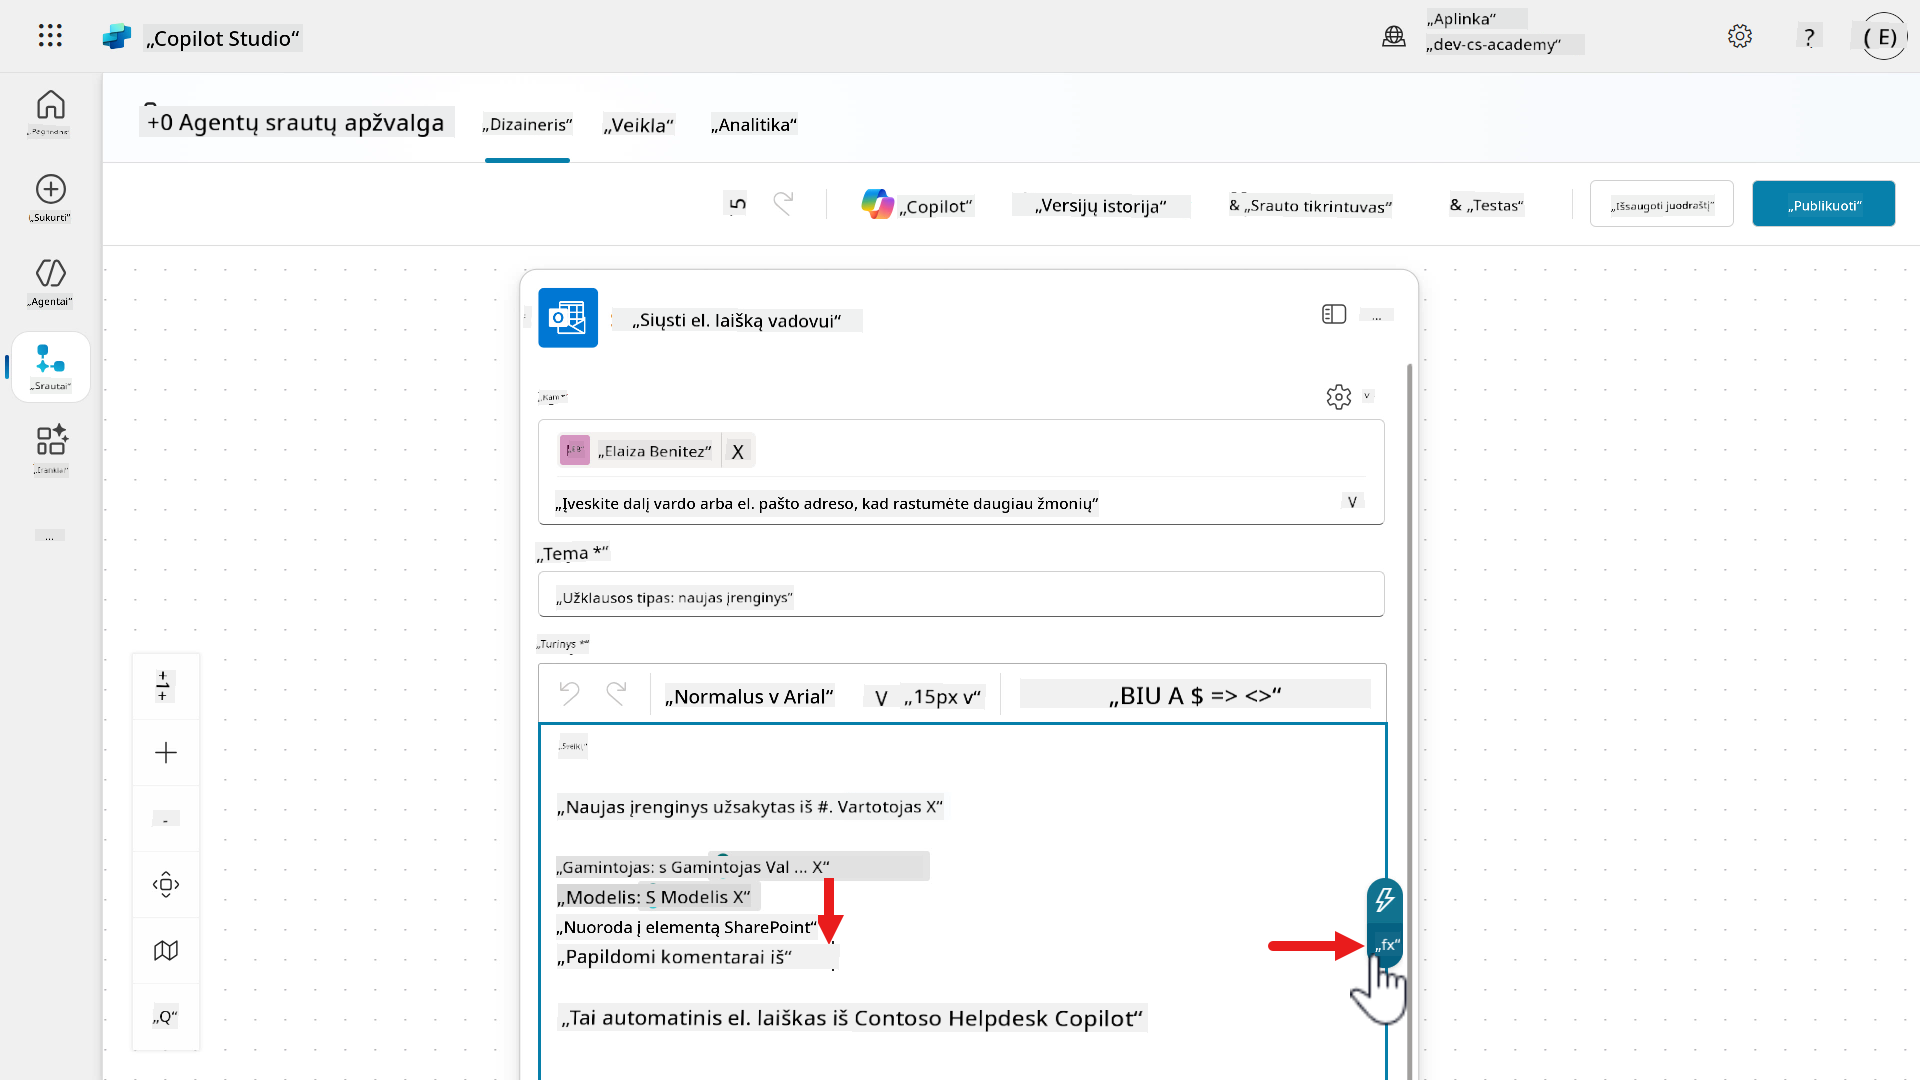 „Copilot Studio“
„Aplinka“
„dev-cs-academy“
?
( E)
+0 Agentų srautų apžvalga
„Dizaineris“
„Veikla“
„Analitika“
„Sukurti“
„Agentai“
„Srautai“
...
5
„Copilot“
„Versijų istorija“
& „Srauto tikrintuvas“
& „Testas“
„Išsaugoti juodraštį“
„Publikuoti“
„Siųsti el. laišką vadovui“
...
v
„Elaiza Benitez“ X
„Įveskite dalį vardo arba el. pašto adreso, kad rastumėte daugiau žmonių“
V
„Tema *“
„Užklausos tipas: naujas įrenginys“
„Turinys *“
„Normalus v Arial“ V „15px v“ „BIU A $ => <>“
„Sveiki,“
„Naujas įrenginys užsakytas iš #. Vartotojas X“
„Gamintojas: s Gamintojas Val ... X“
„Modelis: S Modelis X“
„Nuoroda į elementą SharePoint“
„Papildomi komentarai iš“
„fx“
„Tai automatinis el. laiškas iš Contoso Helpdesk Copilot“
„Q“